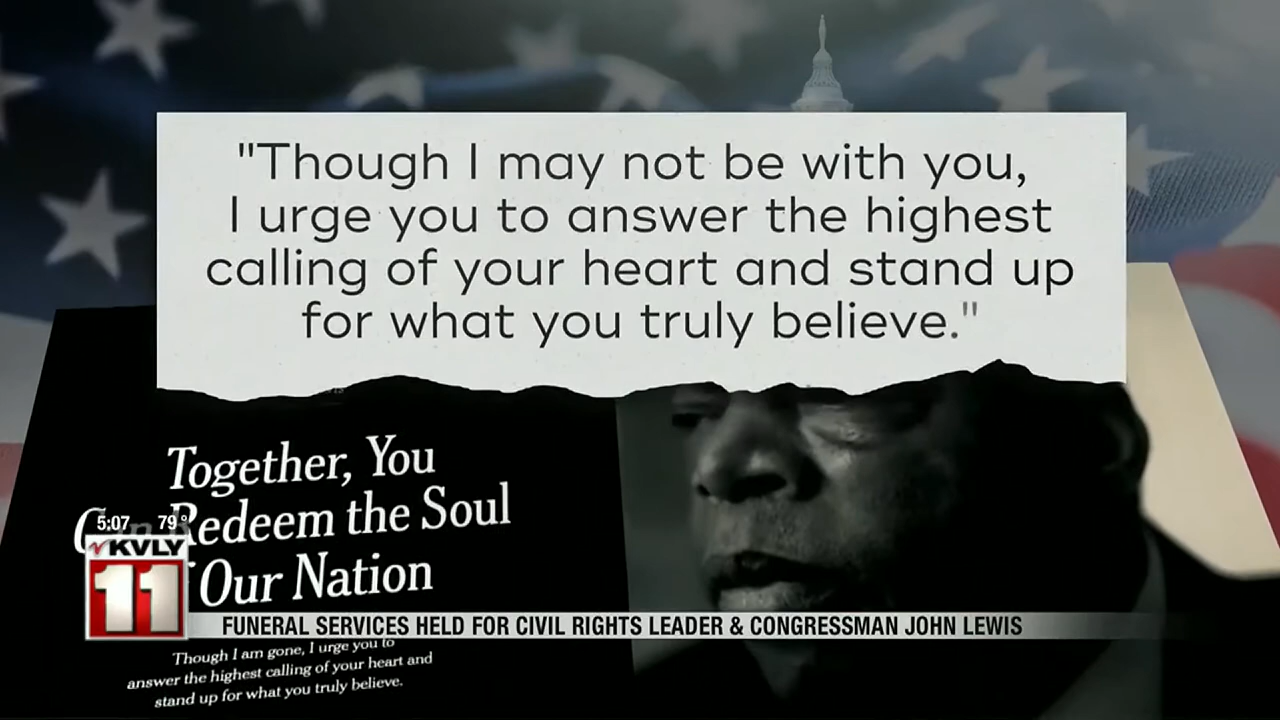 "Though I may not be with you,
I urge you to answer the highest
calling of your heart and stand up
for what you truly believe."
Together, You
Redeem the Soul
Our Nation
5:07 79°
KVLY
11
FUNERAL SERVICES HELD FOR CIVIL RIGHTS LEADER & CONGRESSMAN JOHN LEWIS
Though I am gone, I urge you to
answer the highest calling of your heart and
stand up for what you truly believe.